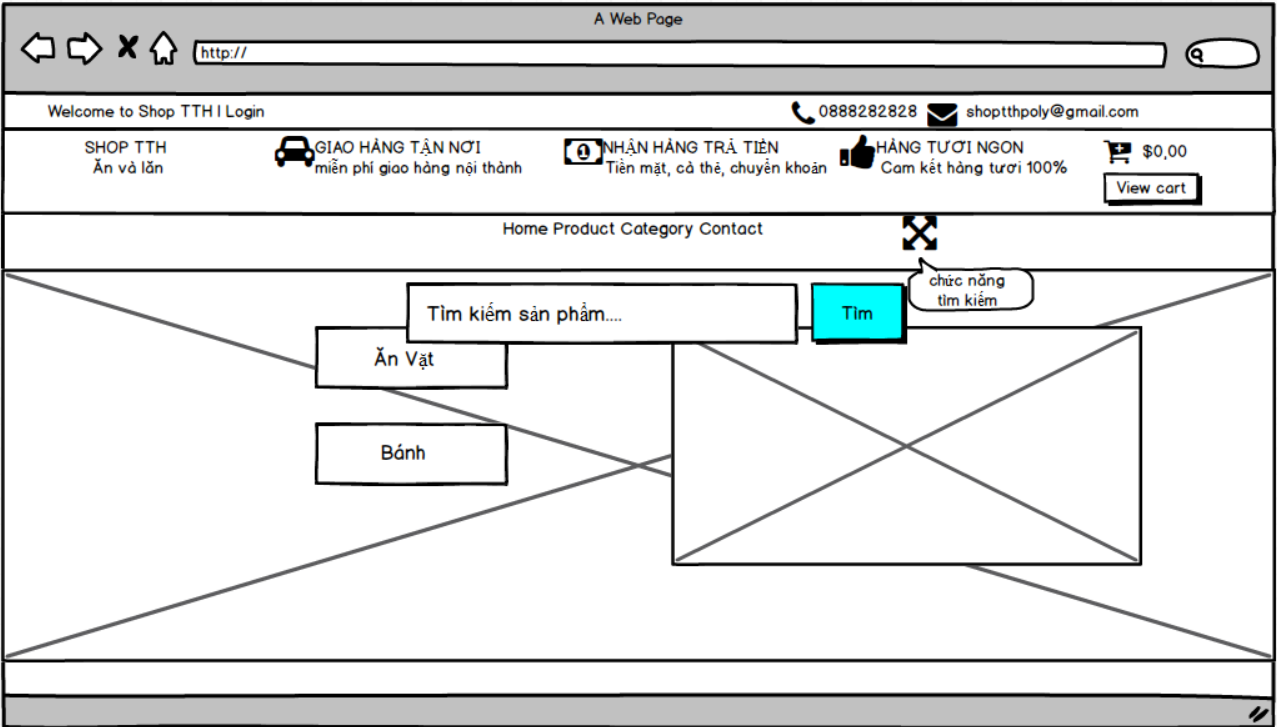 A Web Page
http://
Welcome to Shop TTH | Login
0888282828
shoptthpoly@gmail.com
SHOP TTH
Ăn và lăn
GIAO HÀNG TẬN NƠI
miễn phí giao hàng nội thành
NHẬN HÀNG TRẢ TIỀN
Tiền mặt, cà thẻ, chuyển khoản
HÀNG TƯƠI NGON
Cam kết hàng tươi 100%
$0,00
View cart
Home Product Category Contact
chức năng
tìm kiếm
Tìm kiếm sản phẩm....
Tìm
Ăn Vặt
Bánh